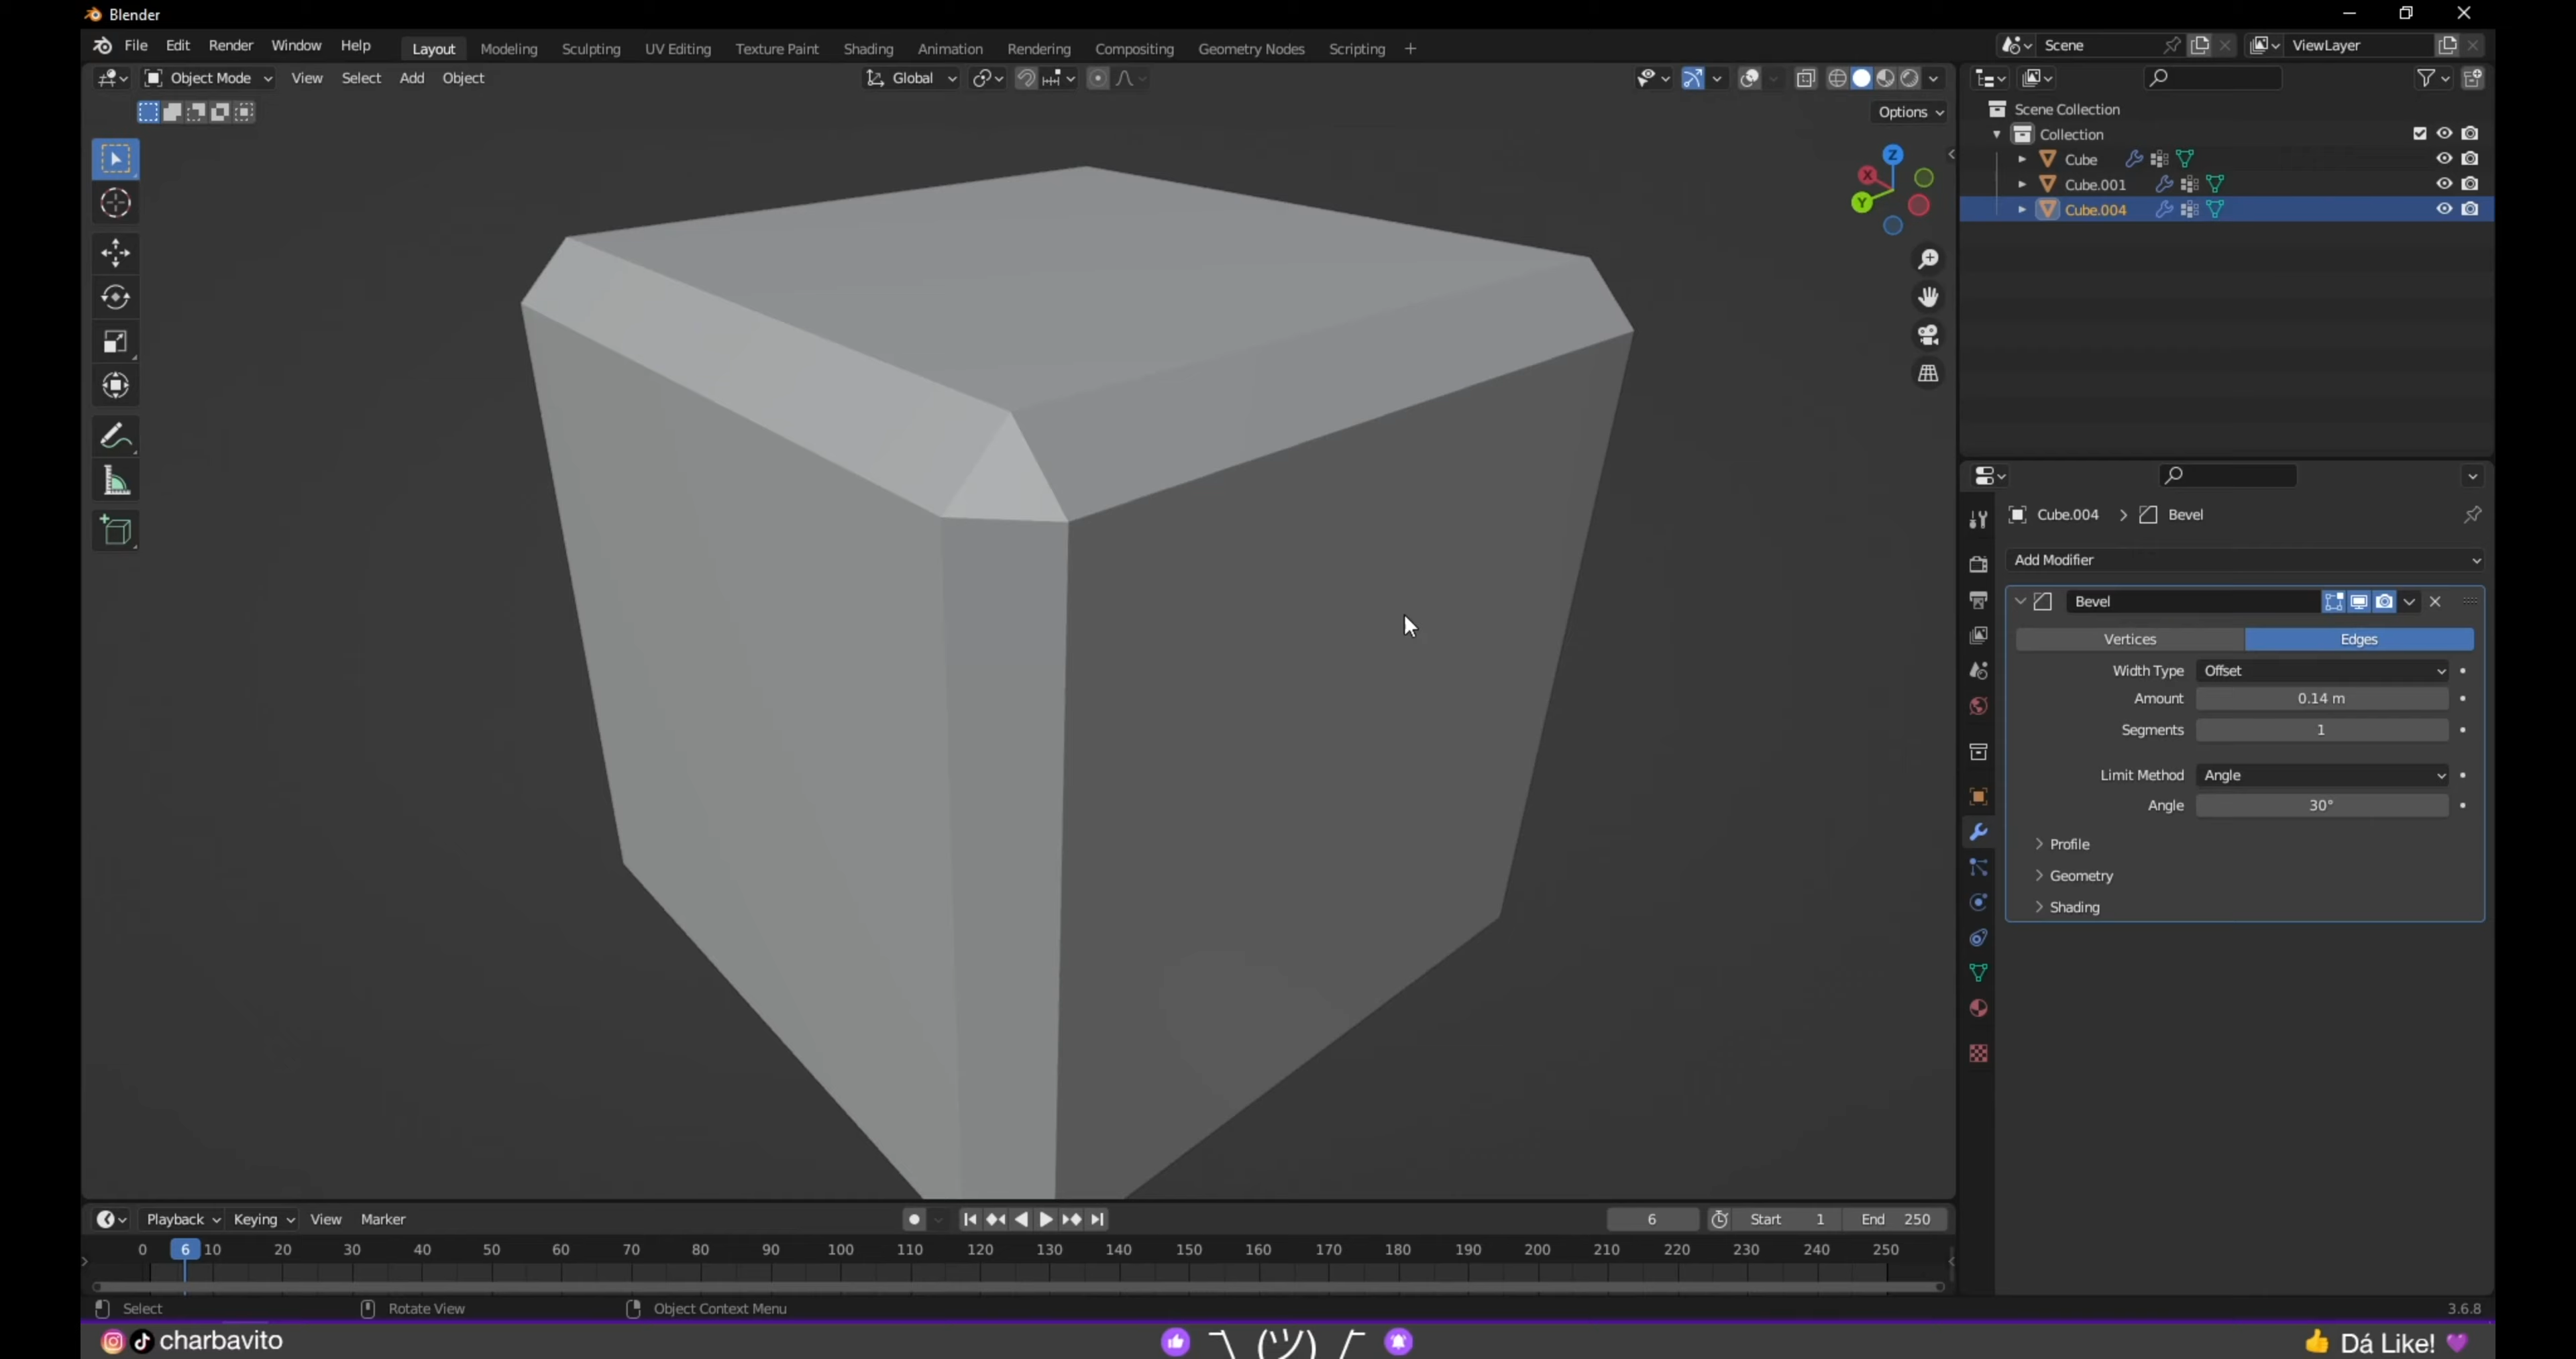 Blender
File Edit Render Window Help Layout Modeling Sculpting UV Editing Texture Paint Shading Animation Rendering Compositing Geometry Nodes Scripting + Scene ViewLayer
Object Mode View Select Add Object Global
Options
Z
X
Y
Scene Collection
Collection
Cube
Cube.001
Cube.004
Cube.004 > Bevel
Add Modifier
Bevel
Vertices Edges
Width Type Offset
Amount 0.14 m
Segments 1
Limit Method Angle
Angle 30°
Profile
Geometry
Shading
Playback Keying View Marker 6 Start 1 End 250
0 6 10 20 30 40 50 60 70 80 90 100 110 120 130 140 150 160 170 180 190 200 210 220 230 240 250
Select Rotate View Object Context Menu 3.6.8
charbavito ¯\_(ツ)_/¯ 👍 Dá Like! 💜